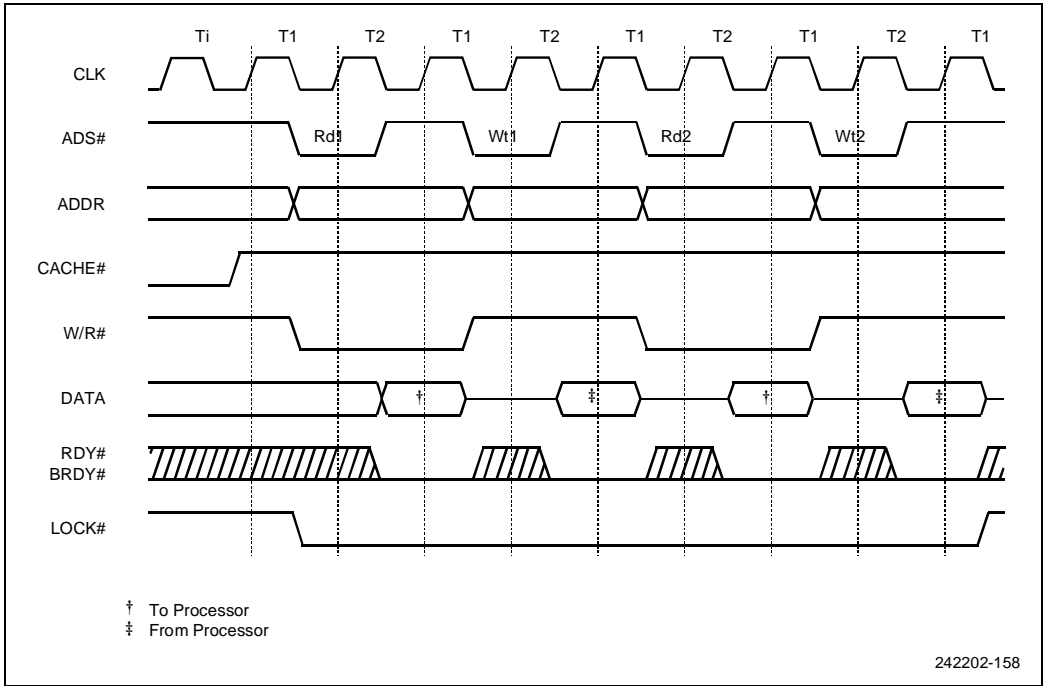 Ti T1 T2 T1 T2 T1 T2 T1 T2 T1
CLK
ADS# Rd1 Wt1 Rd2 Wt2
ADDR
CACHE#
W/R#
DATA † ‡ † ‡
RDY#
BRDY#
LOCK#
† To Processor
‡ From Processor
242202-158